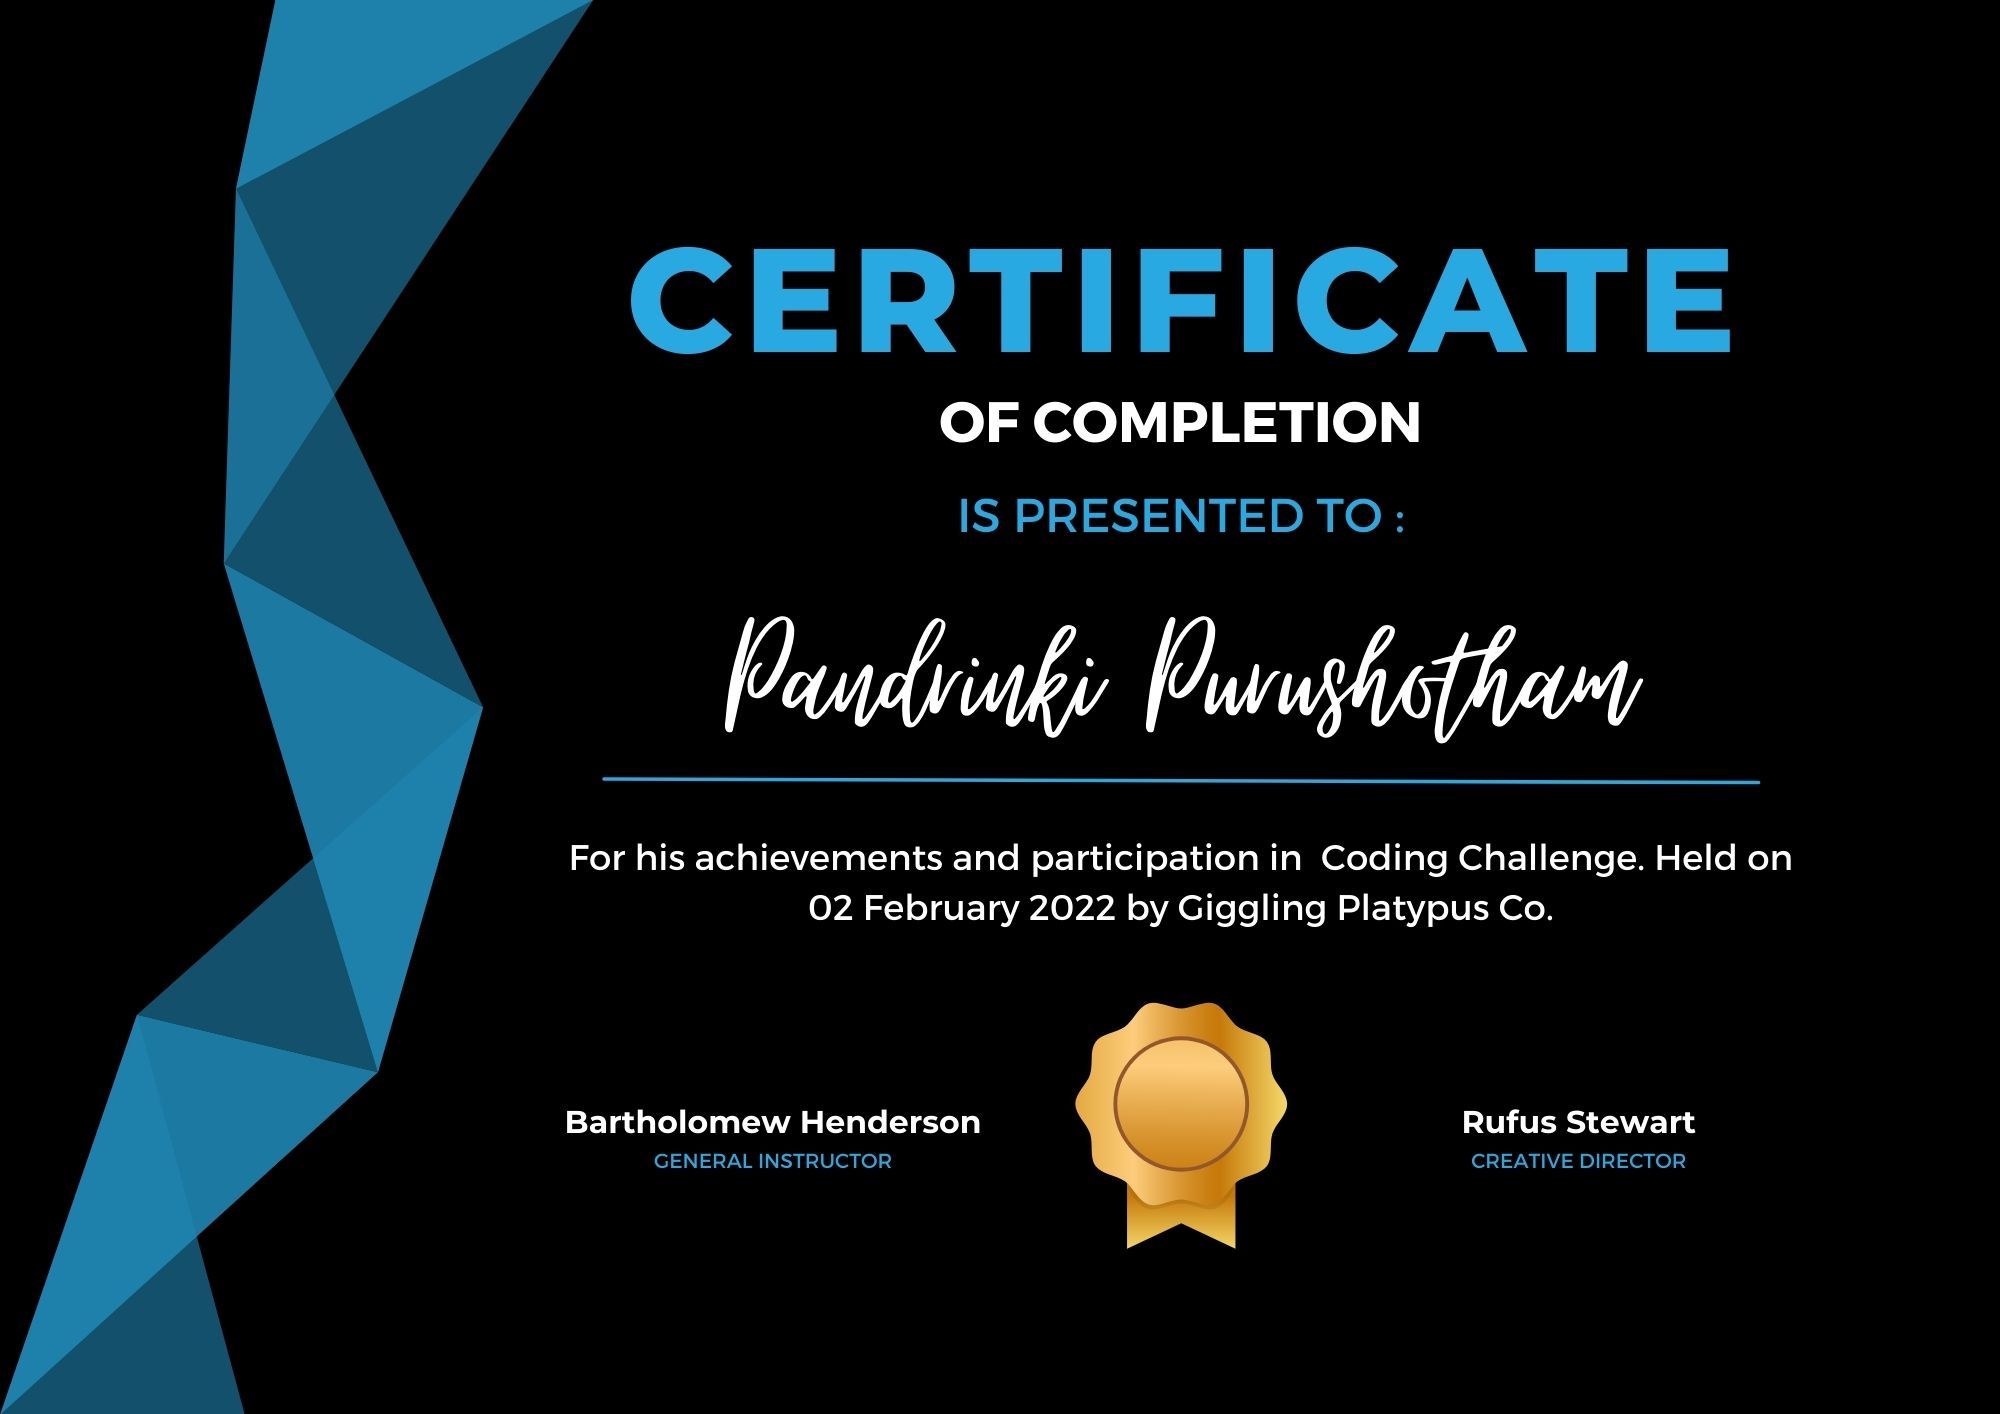 CERTIFICATE
OF COMPLETION
IS PRESENTED TO :
Pandrinki Purushotham
For his achievements and participation in  Coding Challenge. Held on
02 February 2022 by Giggling Platypus Co.
Bartholomew Henderson
GENERAL INSTRUCTOR
Rufus Stewart
CREATIVE DIRECTOR